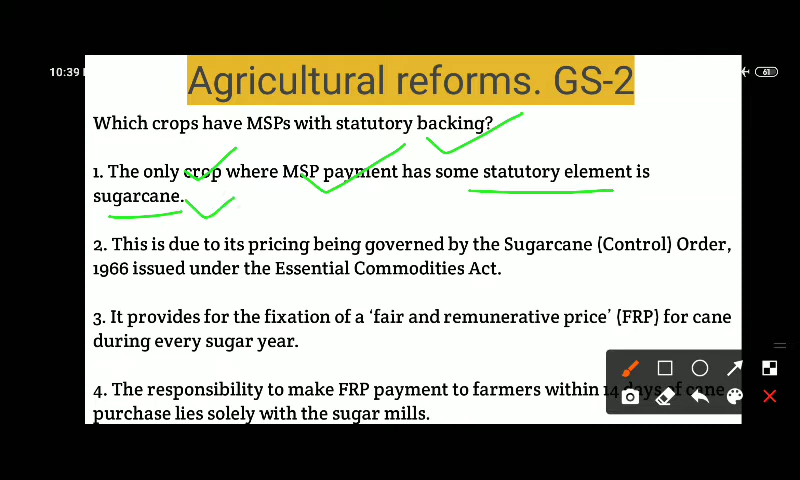 10:39
61
Agricultural reforms. GS-2
Which crops have MSPs with statutory backing?
1. The only crop where MSP payment has some statutory element is
sugarcane.
2. This is due to its pricing being governed by the Sugarcane (Control) Order,
1966 issued under the Essential Commodities Act.
3. It provides for the fixation of a ‘fair and remunerative price’ (FRP) for cane
during every sugar year.
4. The responsibility to make FRP payment to farmers within 14 days of cane
purchase lies solely with the sugar mills.